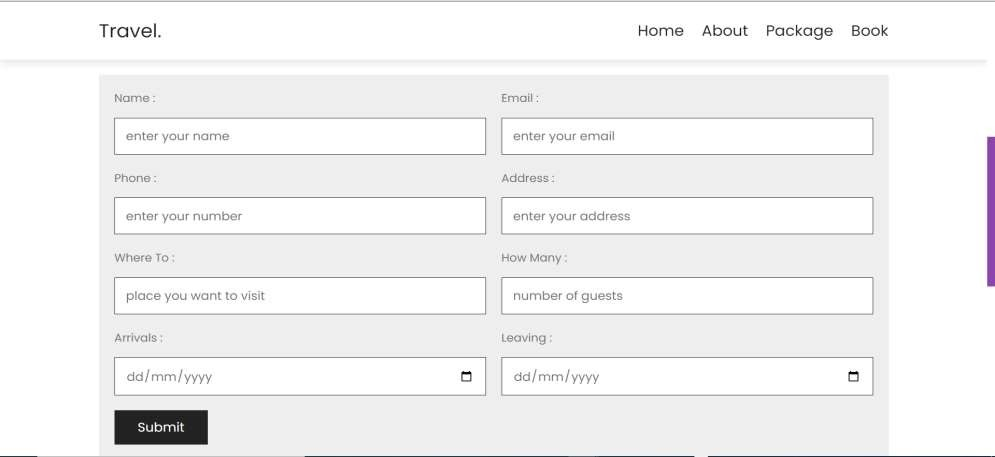 Travel.
Home About Package Book
Name : Email :
enter your name enter your email
Phone : Address :
enter your number enter your address
Where To : How Many :
place you want to visit number of guests
Arrivals : Leaving :
dd/mm/yyyy dd/mm/yyyy
Submit